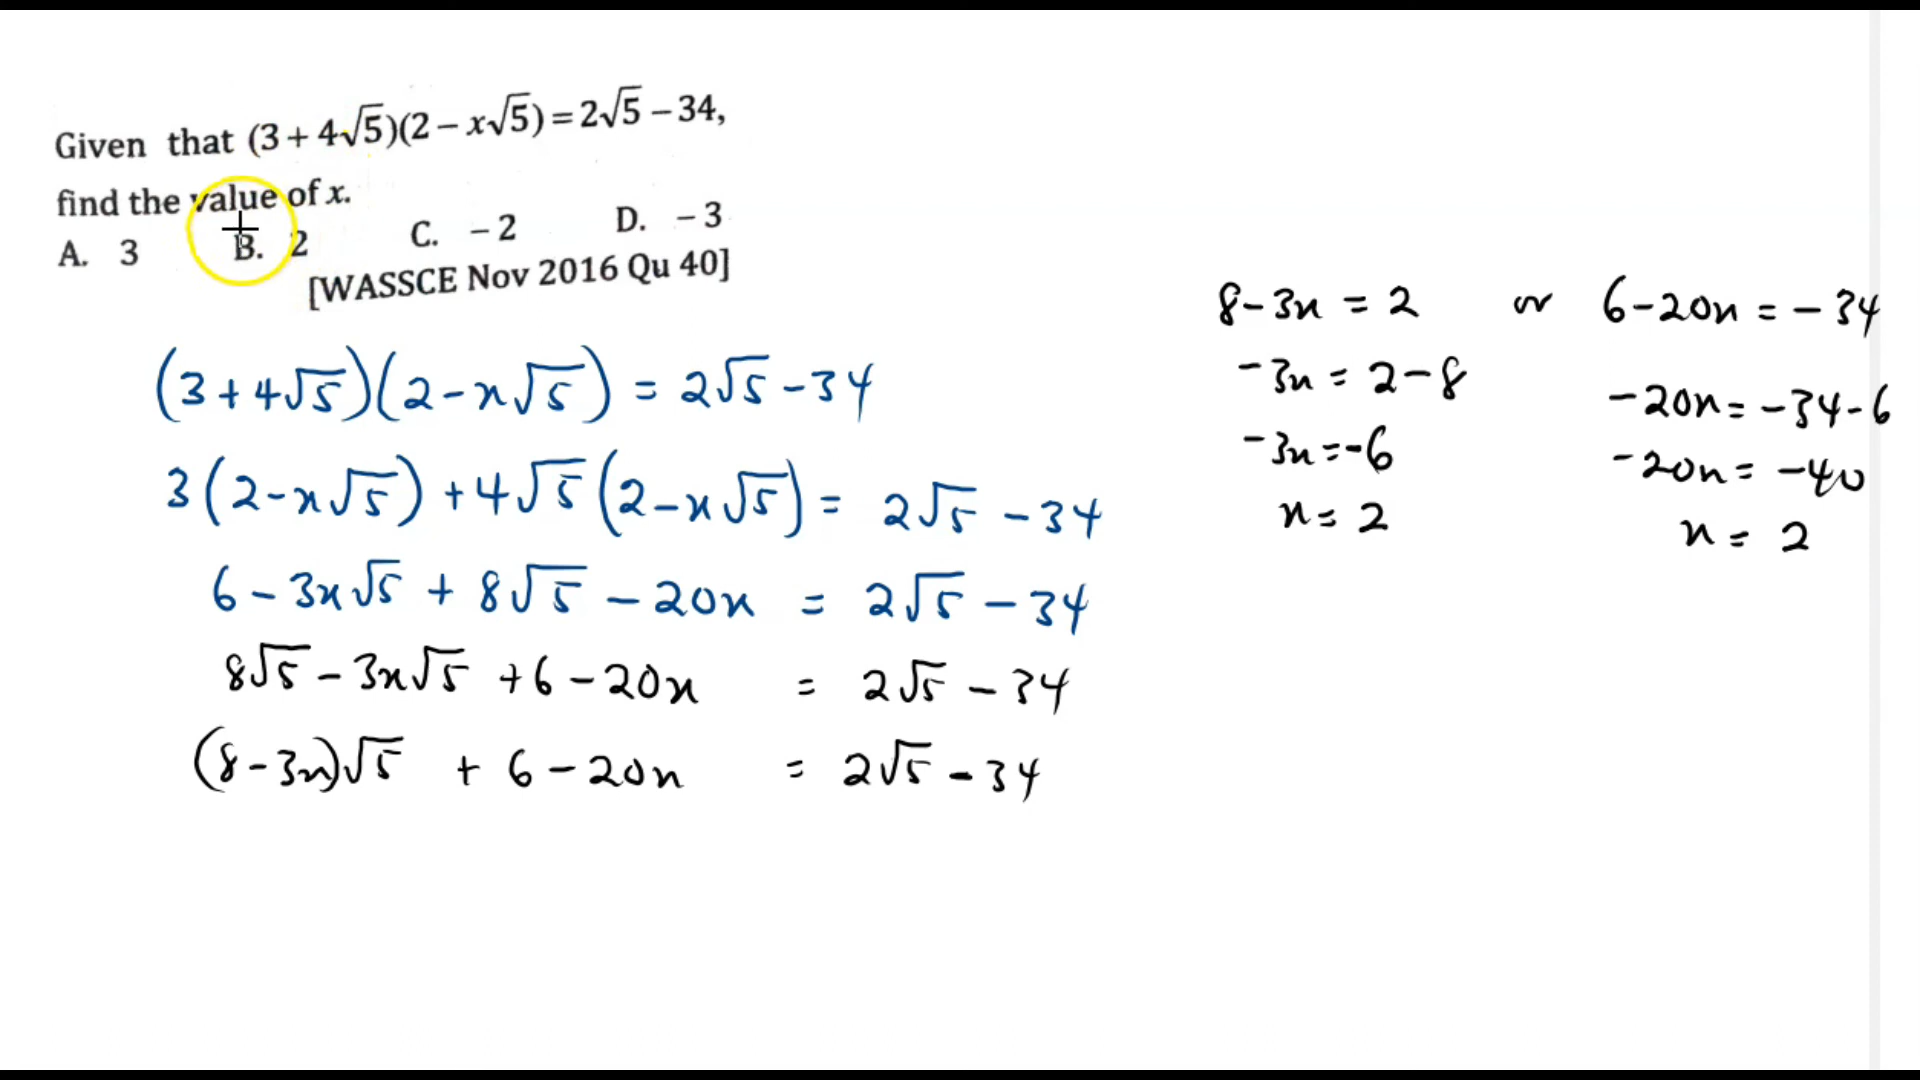 Given that (3 + 4√5)(2 – x√5) = 2√5 – 34,
find the value of x.
A. 3 B. 2 C. – 2 D. – 3
[WASSCE Nov 2016 Qu 40]
(3+4√5)(2-x√5) = 2√5 - 34
3(2-x√5) + 4√5(2-x√5) = 2√5 - 34
6 - 3x√5 + 8√5 - 20x = 2√5 - 34
8√5 - 3x√5 + 6 - 20x = 2√5 - 34
(8-3x)√5 + 6 - 20x = 2√5 - 34
8-3x = 2 or 6-20x = -34
-3x = 2-8
-3x = -6
x = 2
-20x = -34-6
-20x = -40
x = 2